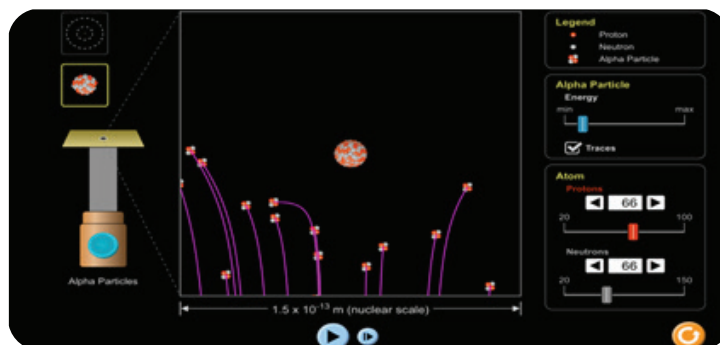 Legend
Proton
Neutron
Alpha Particle
Alpha Particle
Energy
min max
Traces
Atom
Protons
66
20 100
Neutrons
66
20 150
Alpha Particles
1.5 x 10⁻¹³ m (nuclear scale)